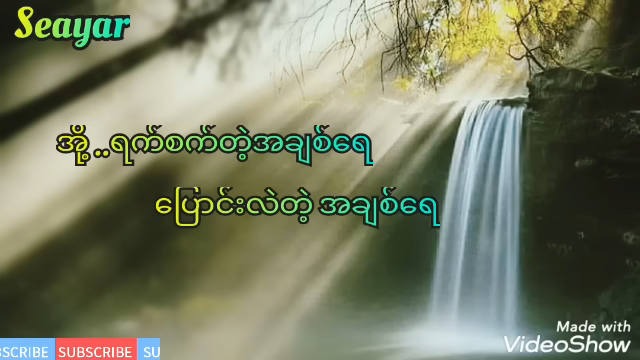 Seayar
အို့ ..ရက်စက်တဲ့အချစ်ရေ
ပြောင်းလဲတဲ့ အချစ်ရေ
SCRIBE SUBSCRIBE SU
Made with
VideoShow